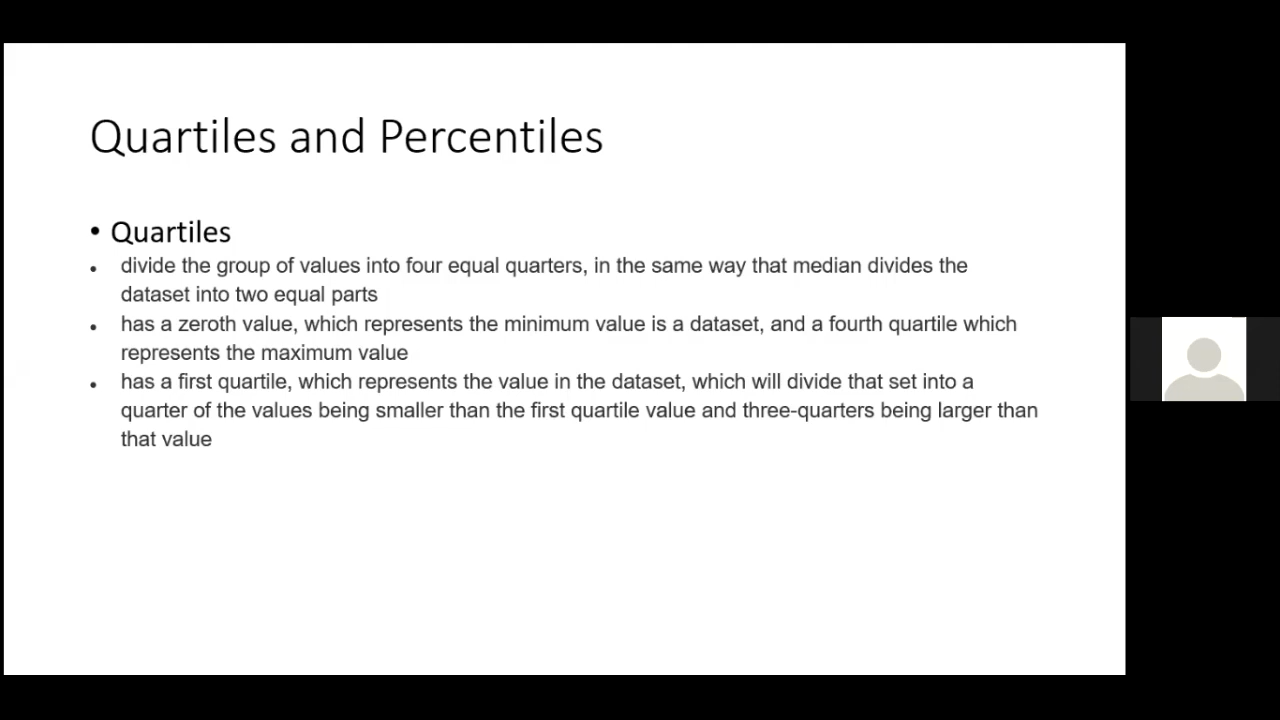 Quartiles and Percentiles
• Quartiles
• divide the group of values into four equal quarters, in the same way that median divides the
dataset into two equal parts
• has a zeroth value, which represents the minimum value is a dataset, and a fourth quartile which
represents the maximum value
• has a first quartile, which represents the value in the dataset, which will divide that set into a
quarter of the values being smaller than the first quartile value and three-quarters being larger than
that value